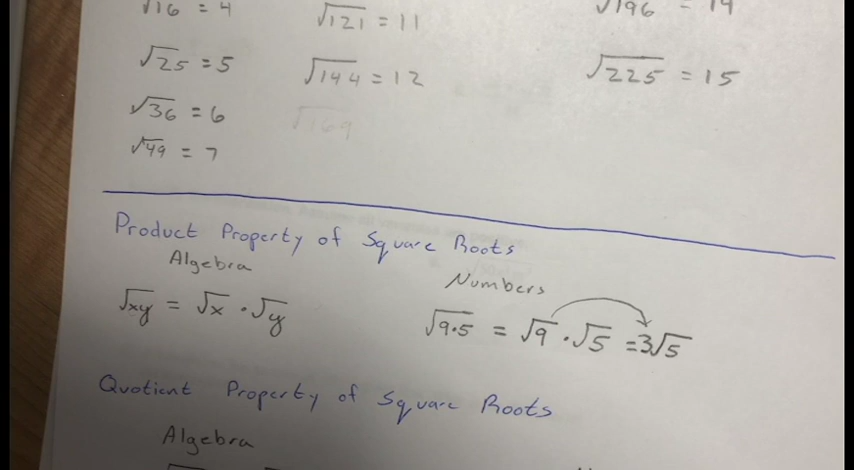 √16 = 4 √121 = 11 √196 = 14
√25 = 5 √144 = 12 √225 = 15
√36 = 6 √169
√49 = 7
Product Property of Square Roots
Algebra Numbers
√xy = √x · √y √9·5 = √9 · √5 = 3√5
Quotient Property of Square Roots
Algebra